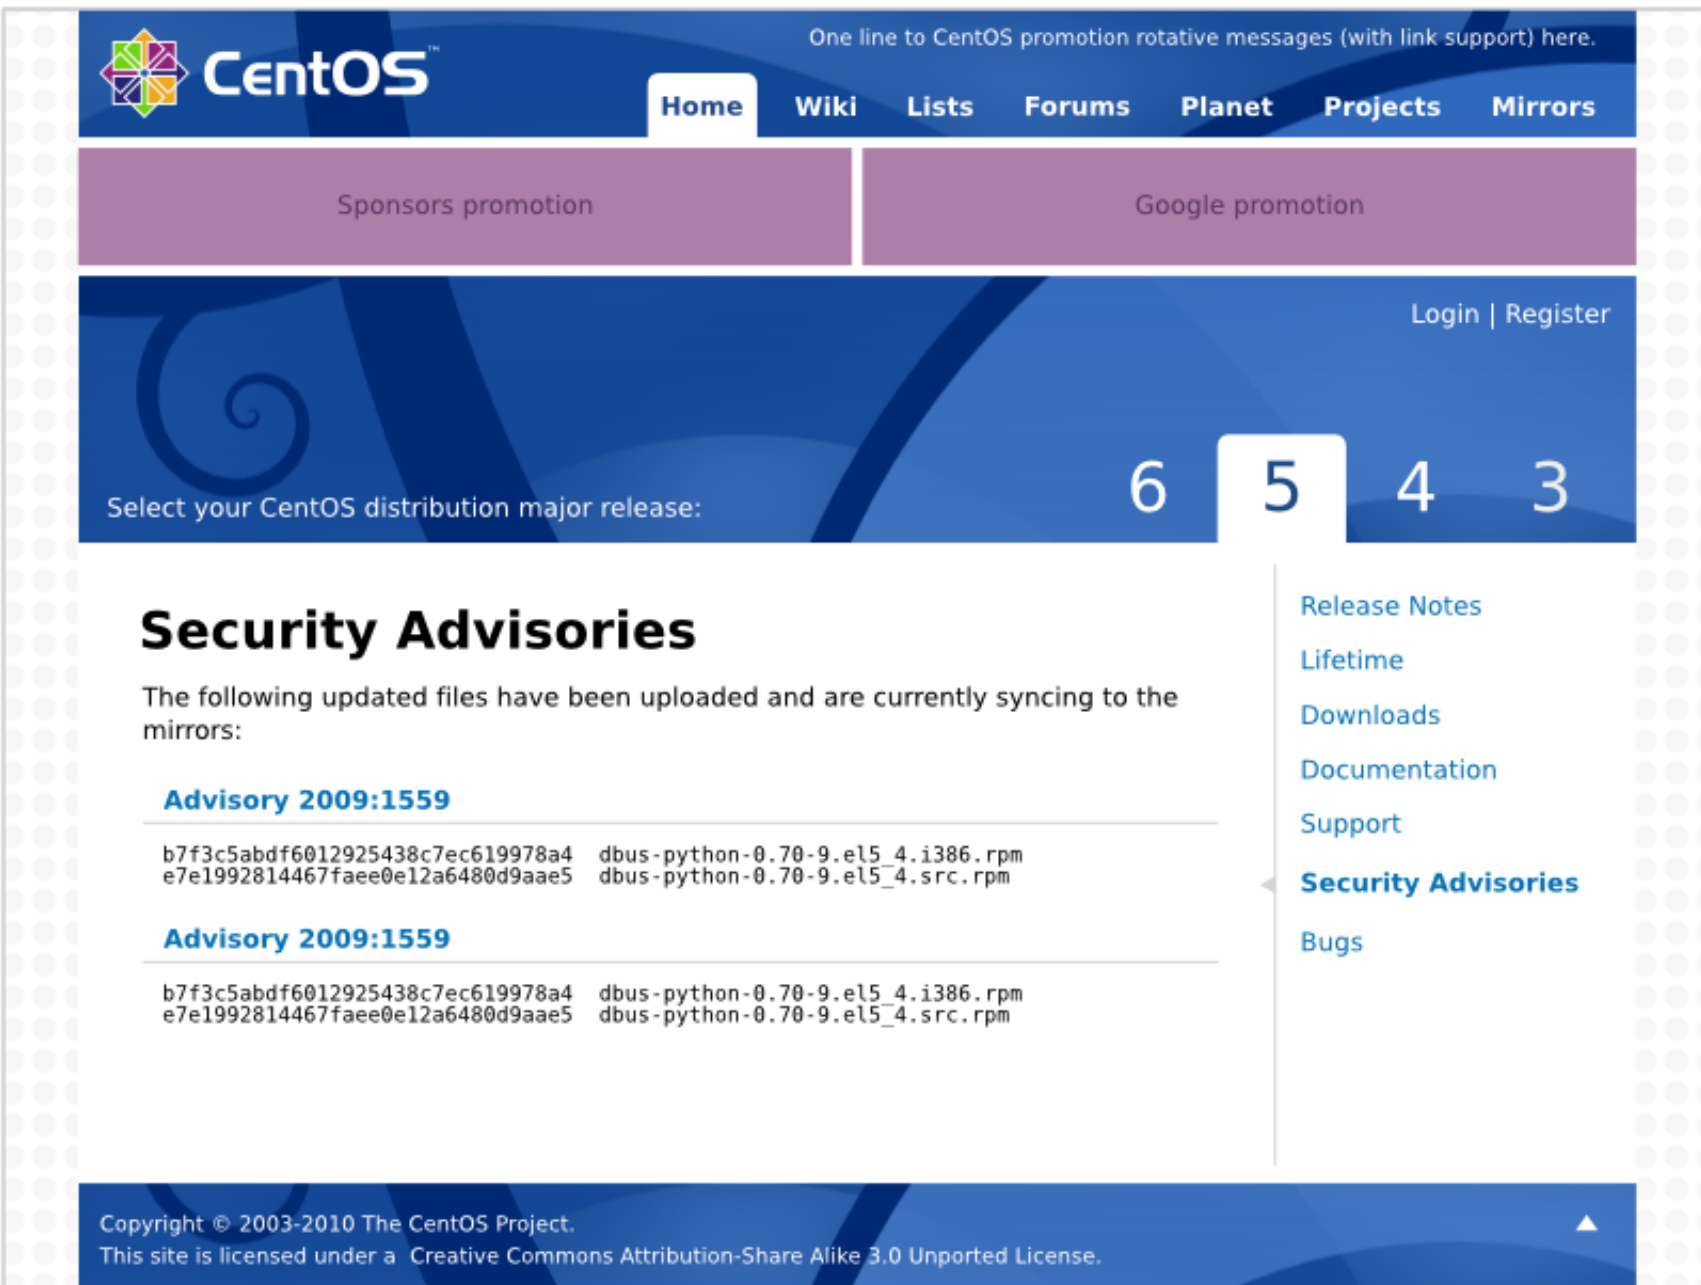 CentOS™
One line to CentOS promotion rotative messages (with link support) here.
Home Wiki Lists Forums Planet Projects Mirrors
Sponsors promotion
Google promotion
Login | Register
Select your CentOS distribution major release:
6 5 4 3
Security Advisories
The following updated files have been uploaded and are currently syncing to the
mirrors:
Advisory 2009:1559
b7f3c5abdf6012925438c7ec619978a4 dbus-python-0.70-9.el5_4.i386.rpm
e7e1992814467faee0e12a6480d9aae5 dbus-python-0.70-9.el5_4.src.rpm
Advisory 2009:1559
b7f3c5abdf6012925438c7ec619978a4 dbus-python-0.70-9.el5_4.i386.rpm
e7e1992814467faee0e12a6480d9aae5 dbus-python-0.70-9.el5_4.src.rpm
Release Notes
Lifetime
Downloads
Documentation
Support
Security Advisories
Bugs
Copyright © 2003-2010 The CentOS Project.
This site is licensed under a Creative Commons Attribution-Share Alike 3.0 Unported License.